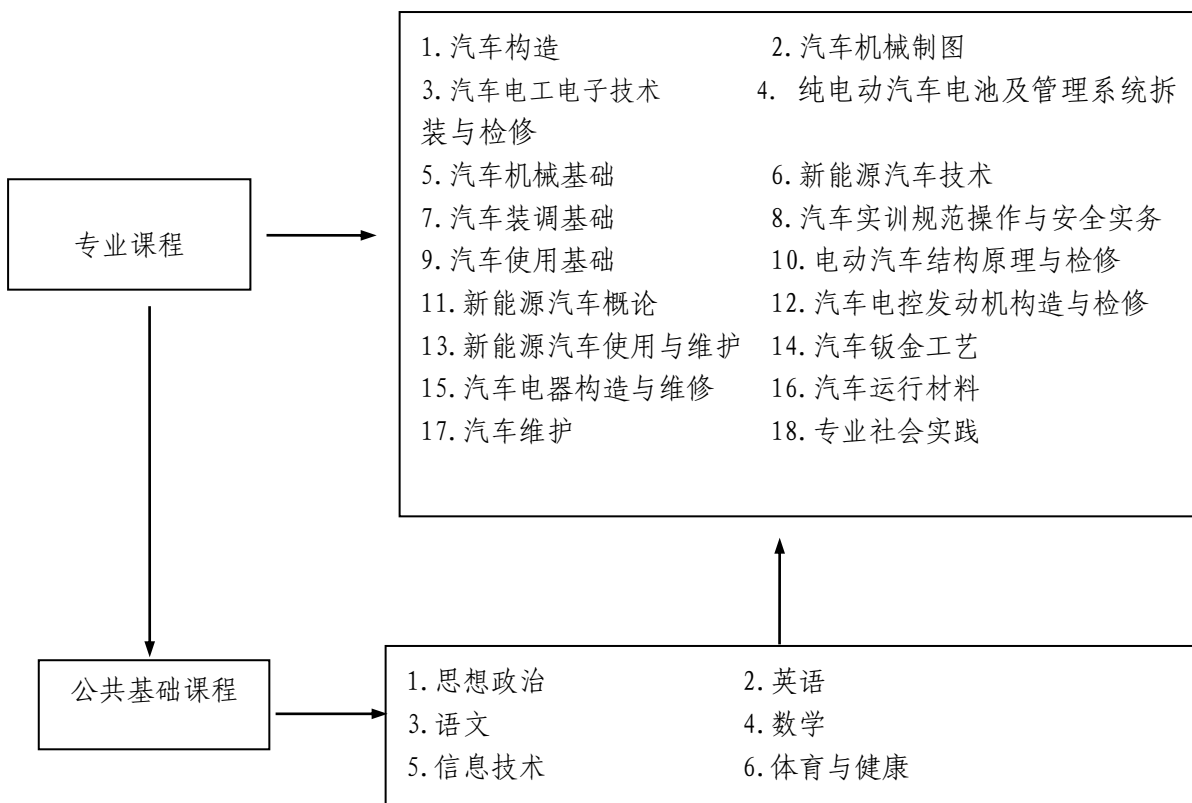 1.汽车构造 2.汽车机械制图
3.汽车电工电子技术 4. 纯电动汽车电池及管理系统拆
装与检修
5.汽车机械基础 6.新能源汽车技术
专业课程
7.汽车装调基础 8.汽车实训规范操作与安全实务
9.汽车使用基础 10.电动汽车结构原理与检修
11.新能源汽车概论 12.汽车电控发动机构造与检修
13.新能源汽车使用与维护 14.汽车钣金工艺
15.汽车电器构造与维修 16.汽车运行材料
17.汽车维护 18.专业社会实践
公共基础课程
1.思想政治 2.英语
3.语文 4.数学
5.信息技术 6.体育与健康